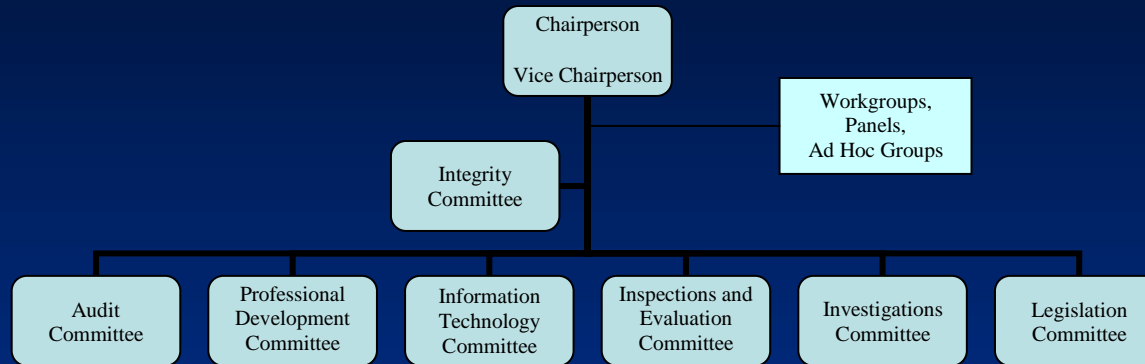 Chairperson
Vice Chairperson
Workgroups,
Panels,
Ad Hoc Groups
Integrity
Committee
Audit
Committee
Professional
Development
Committee
Information
Technology
Committee
Inspections and
Evaluation
Committee
Investigations
Committee
Legislation
Committee